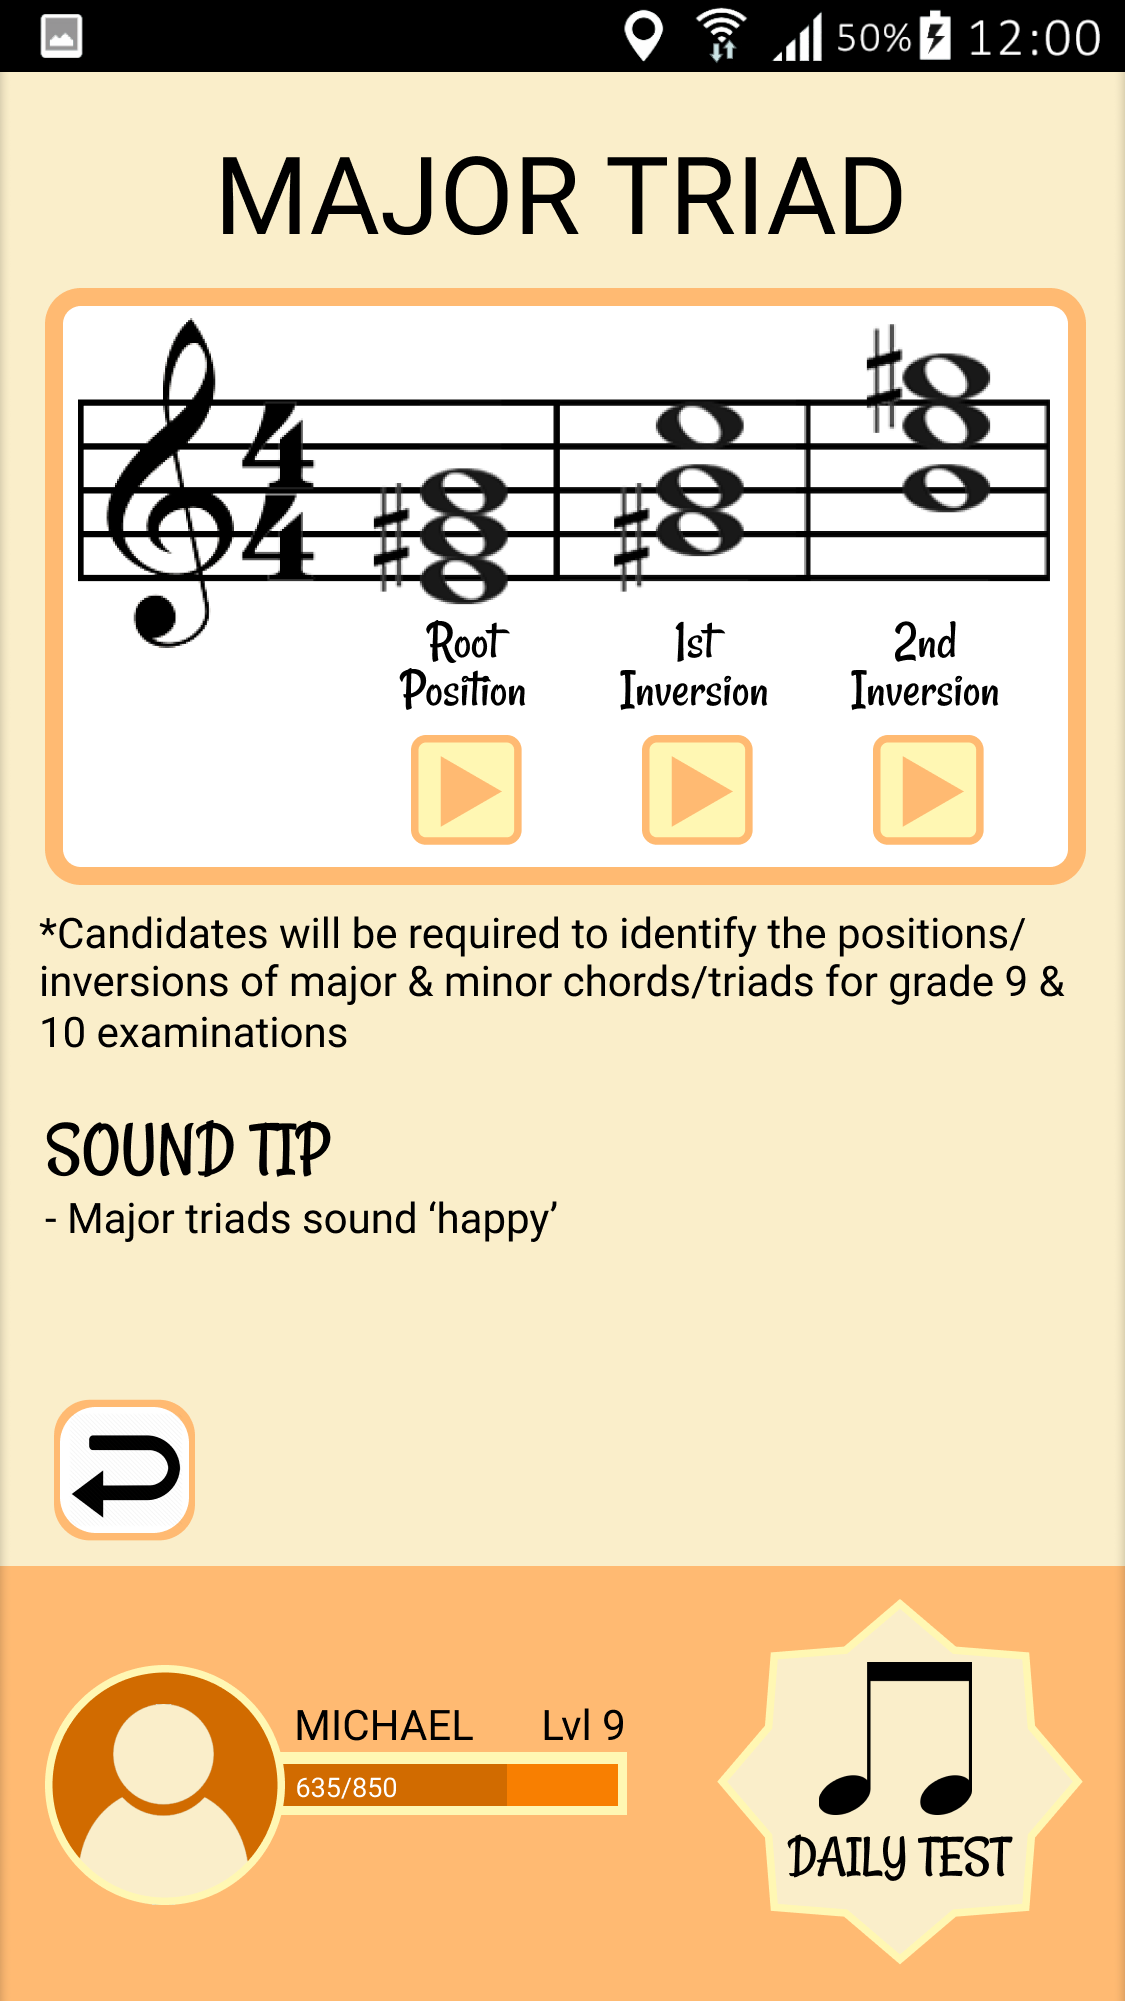 50% 12:00
MAJOR TRIAD
4
4
Root
Position
1st
Inversion
2nd
Inversion
*Candidates will be required to identify the positions/
inversions of major & minor chords/triads for grade 9 &
10 examinations
SOUND TIP
- Major triads sound ‘happy’
MICHAEL Lvl 9
635/850
DAILY TEST